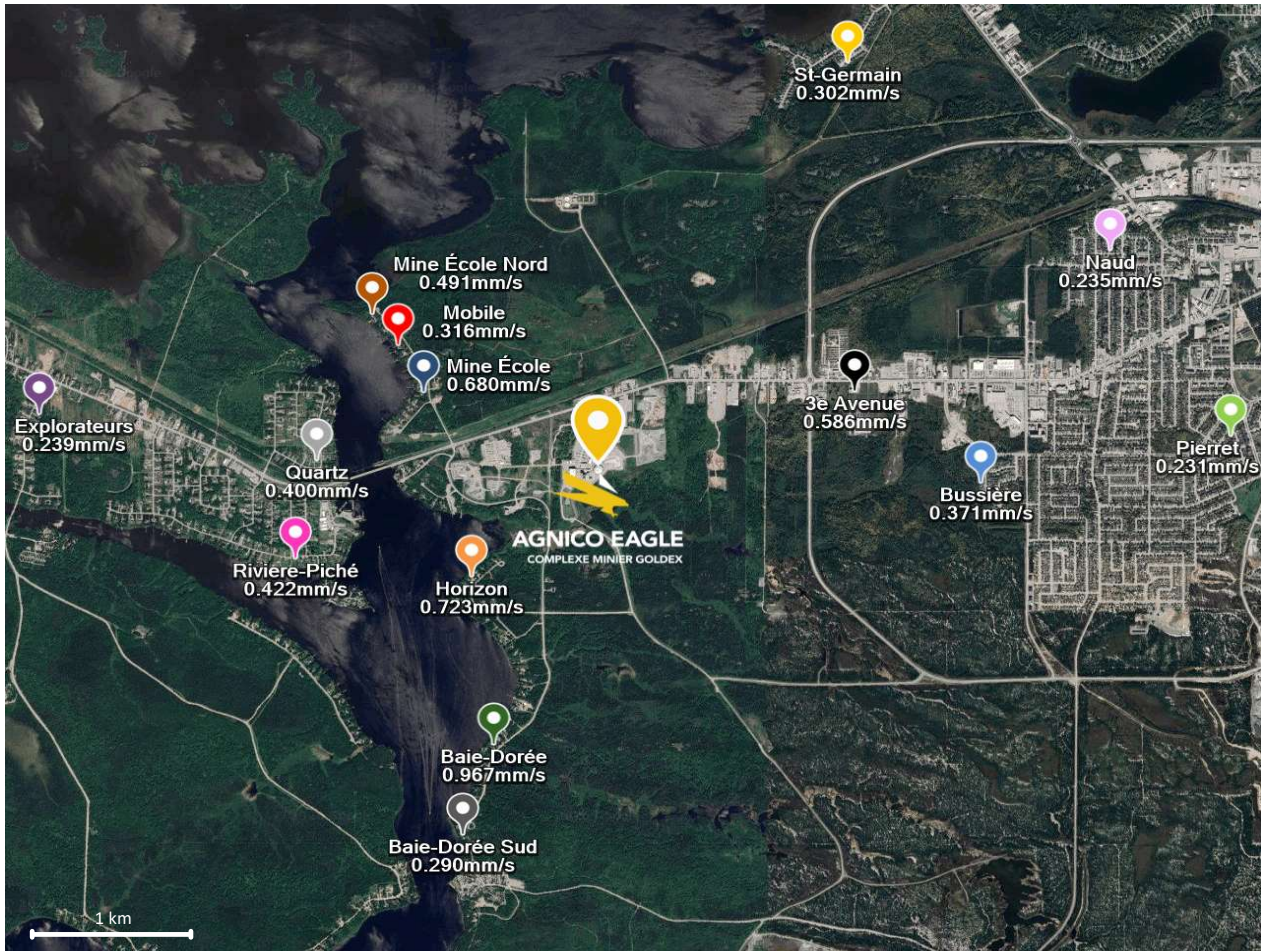 St-Germain
0.302mm/s
Naud
0.235mm/s
Mine École Nord
0.491mm/s
Mobile
0.316mm/s
Mine École
0.680mm/s
Explorateurs
0.239mm/s
3e Avenue
0.586mm/s
Pierret
0.231mm/s
Quartz
0.400mm/s
Bussière
0.371mm/s
AGNICO EAGLE
COMPLEXE MINIER GOLDEX
Riviere-Piché
0.422mm/s
Horizon
0.723mm/s
Baie-Dorée
0.967mm/s
Baie-Dorée Sud
0.290mm/s
1 km